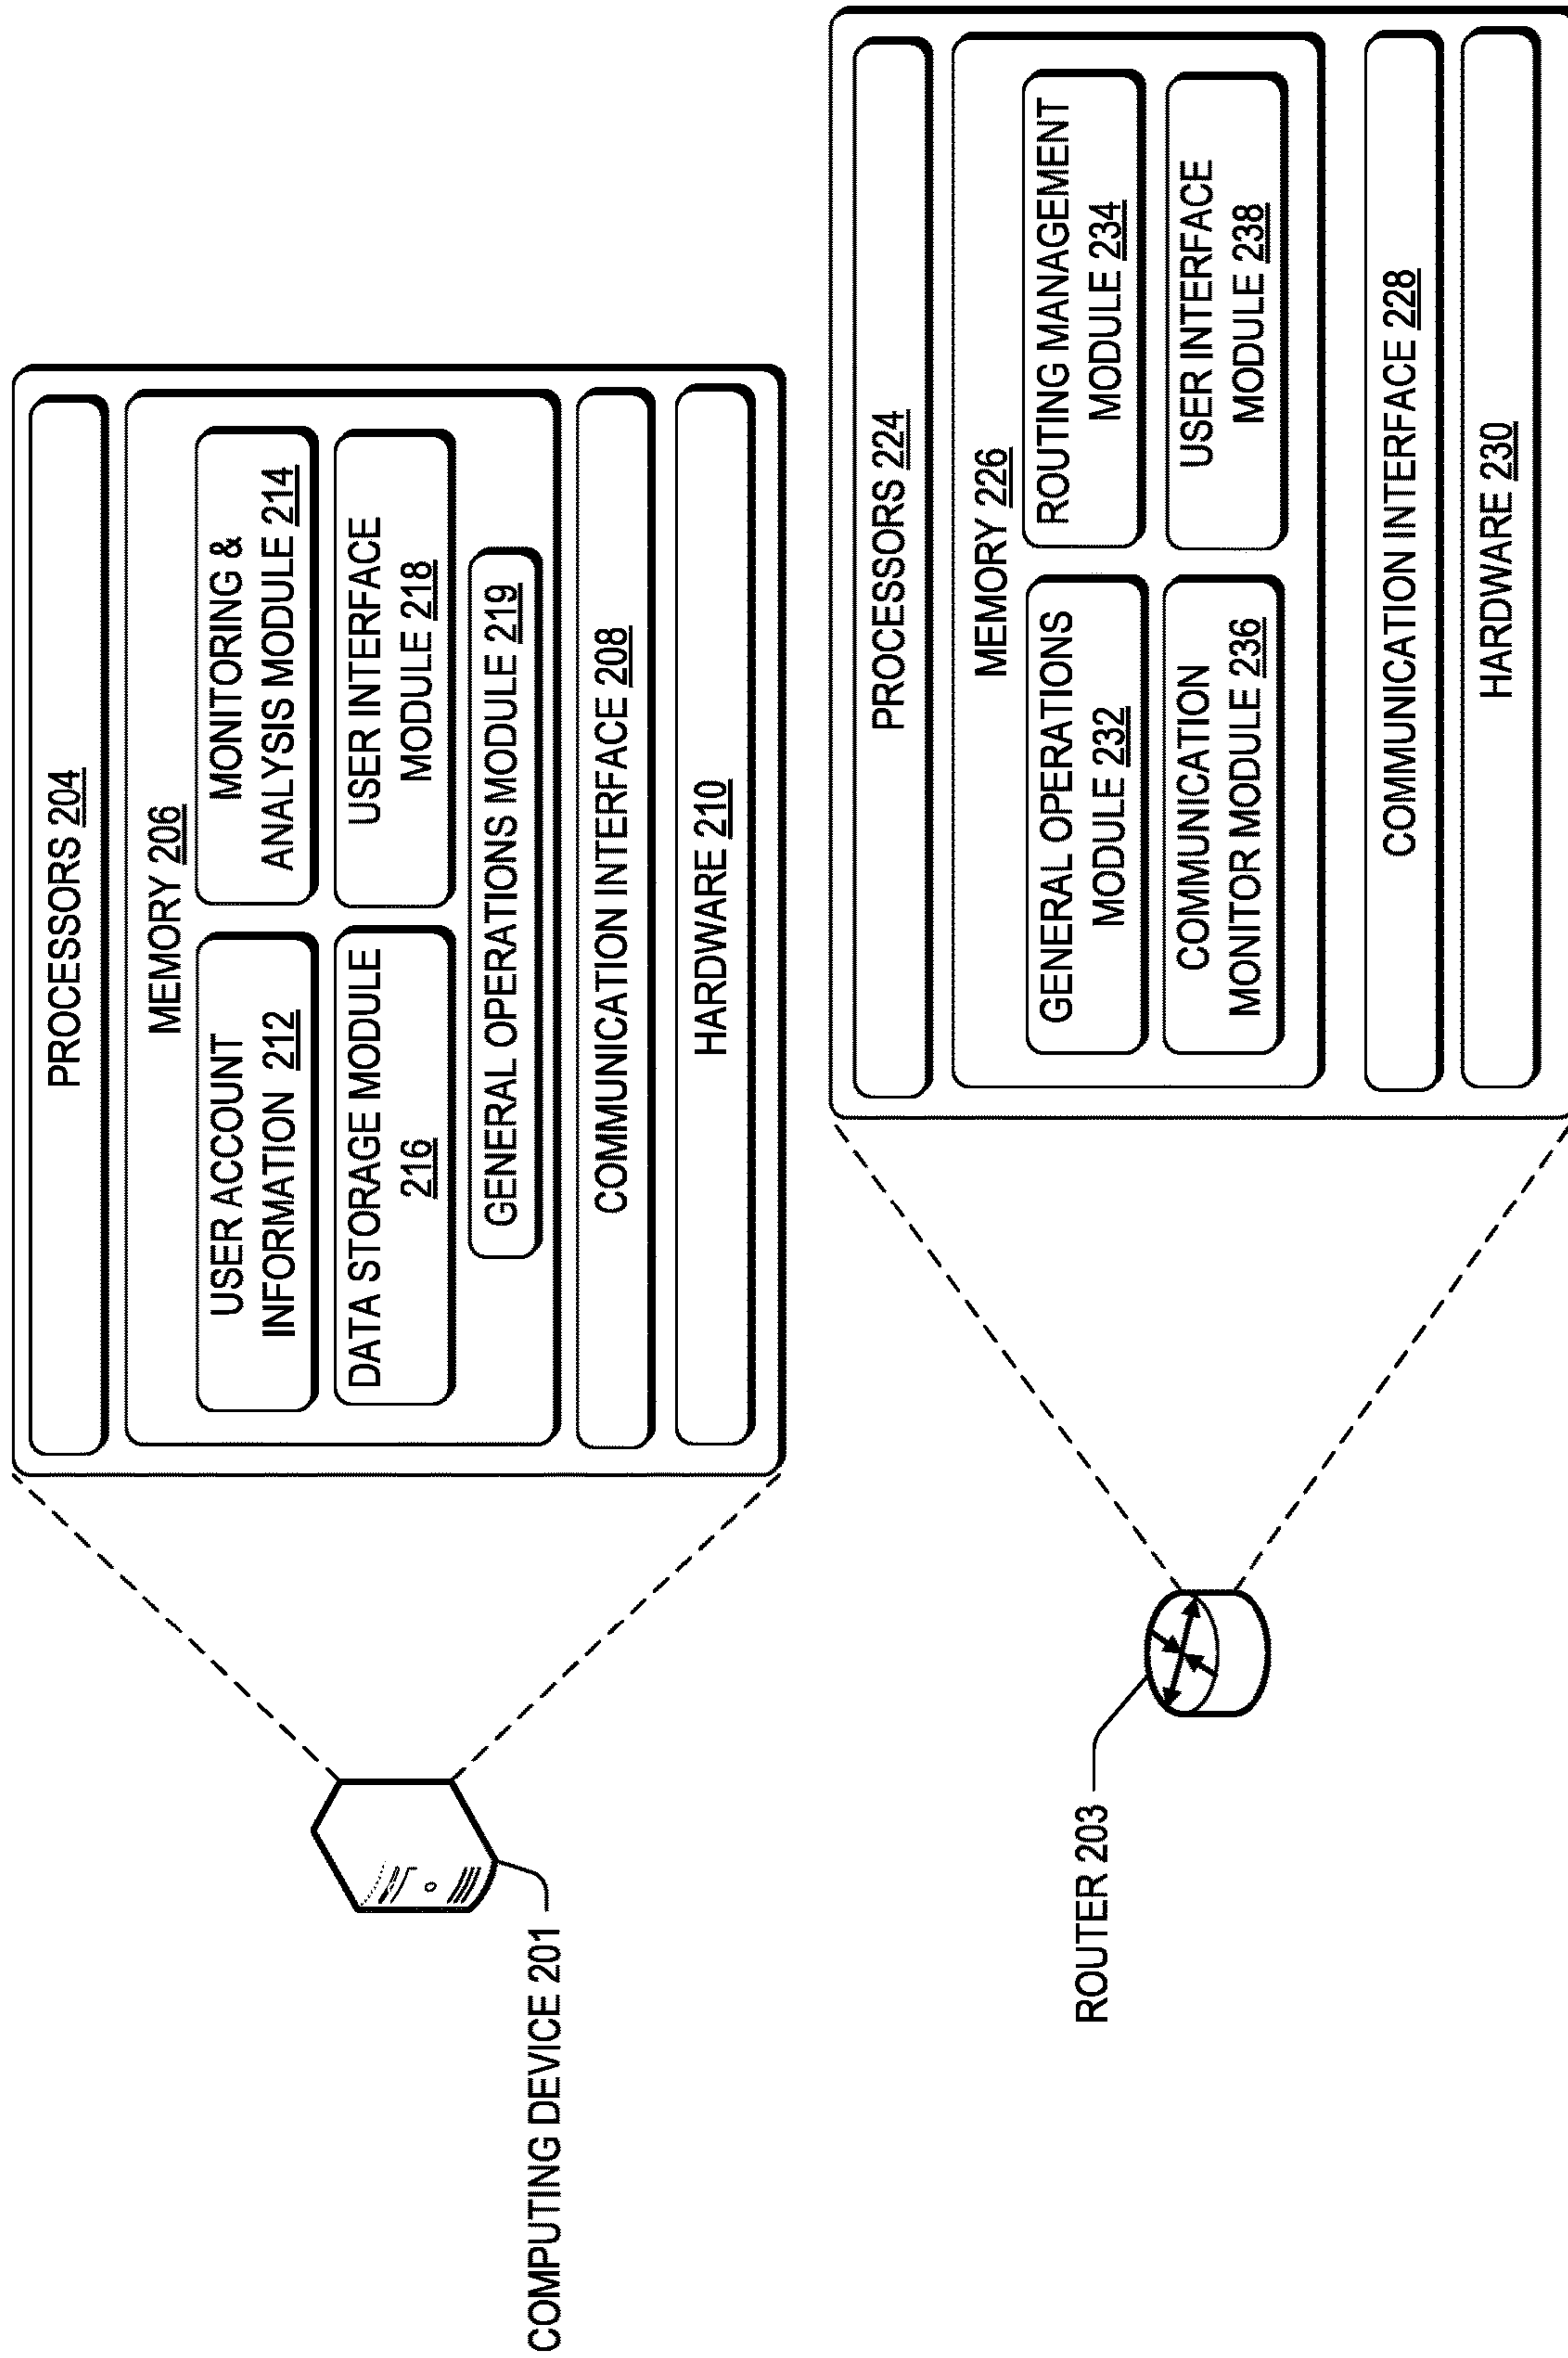 COMPUTING DEVICE 201
PROCESSORS 204
MEMORY 206
USER ACCOUNT
INFORMATION 212
MONITORING &
ANALYSIS MODULE 214
DATA STORAGE MODULE
216
USER INTERFACE
MODULE 218
GENERAL OPERATIONS MODULE 219
COMMUNICATION INTERFACE 208
HARDWARE 210
ROUTER 203
PROCESSORS 224
MEMORY 226
GENERAL OPERATIONS
MODULE 232
ROUTING MANAGEMENT
MODULE 234
COMMUNICATION
MONITOR MODULE 236
USER INTERFACE
MODULE 238
COMMUNICATION INTERFACE 228
HARDWARE 230